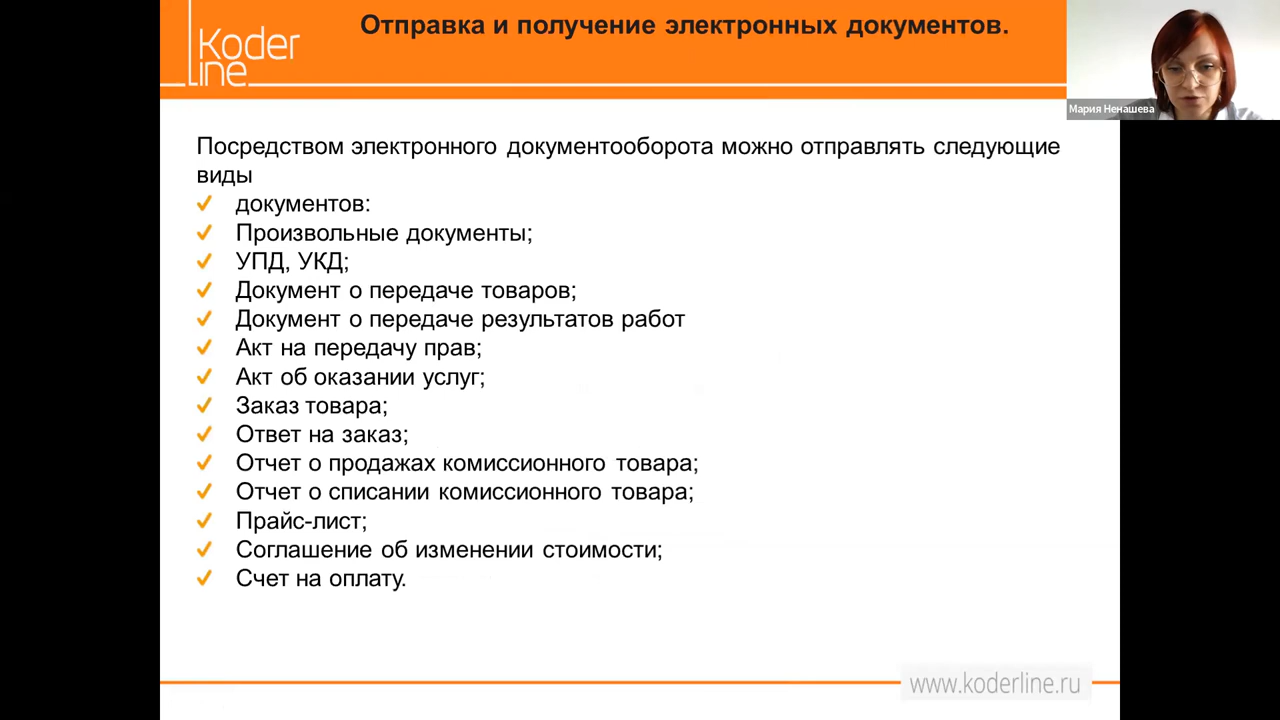 Koder
line
Отправка и получение электронных документов.
Мария Ненашева
Посредством электронного документооборота можно отправлять следующие
виды
документов:
Произвольные документы;
УПД, УКД;
Документ о передаче товаров;
Документ о передаче результатов работ
Акт на передачу прав;
Акт об оказании услуг;
Заказ товара;
Ответ на заказ;
Отчет о продажах комиссионного товара;
Отчет о списании комиссионного товара;
Прайс-лист;
Соглашение об изменении стоимости;
Счет на оплату.
www.koderline.ru